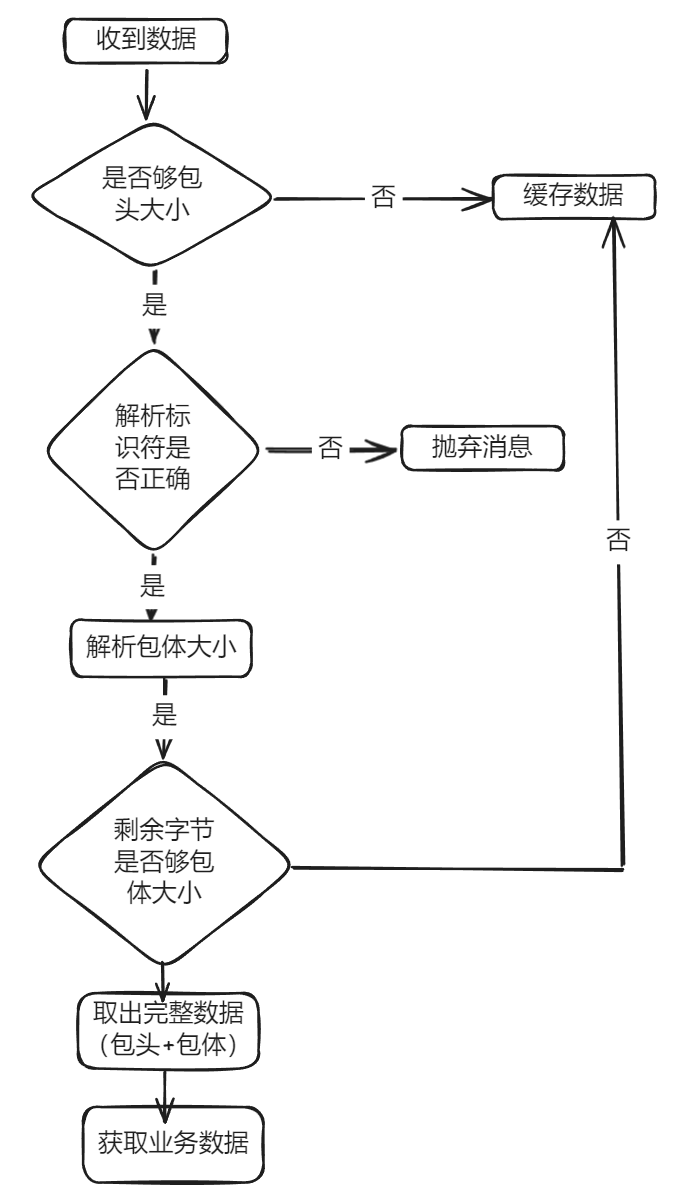 收到数据
是否够包
头大小
否
缓存数据
是
解析标
识符是
否正确
否
抛弃消息
否
是
解析包体大小
是
剩余字节
是否够包
体大小
取出完整数据
（包头+包体）
获取业务数据